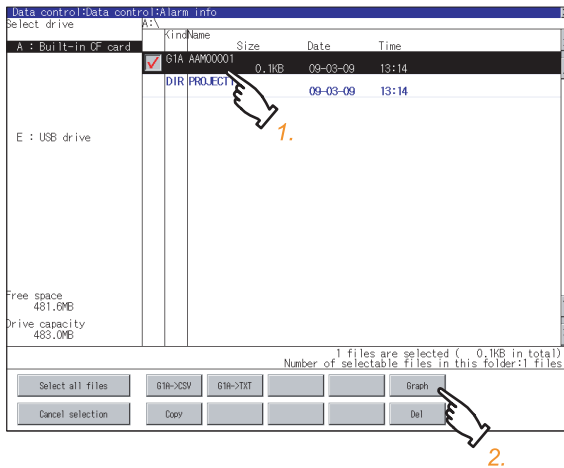 Data control:Data control:Alarm info
Select drive
A:\
Kind Name
Size Date Time
A : Built-in CF card
G1A AAM00001
0.1KB 09-03-09 13:14
DIR PROJECT1
09-03-09 13:14
1.
E : USB drive
Free space
481.6MB
Drive capacity
483.0MB
1 files are selected ( 0.1KB in total)
Number of selectable files in this folder:1 files
Select all files G1A->CSV G1A->TXT Graph
Cancel selection Copy Del
2.